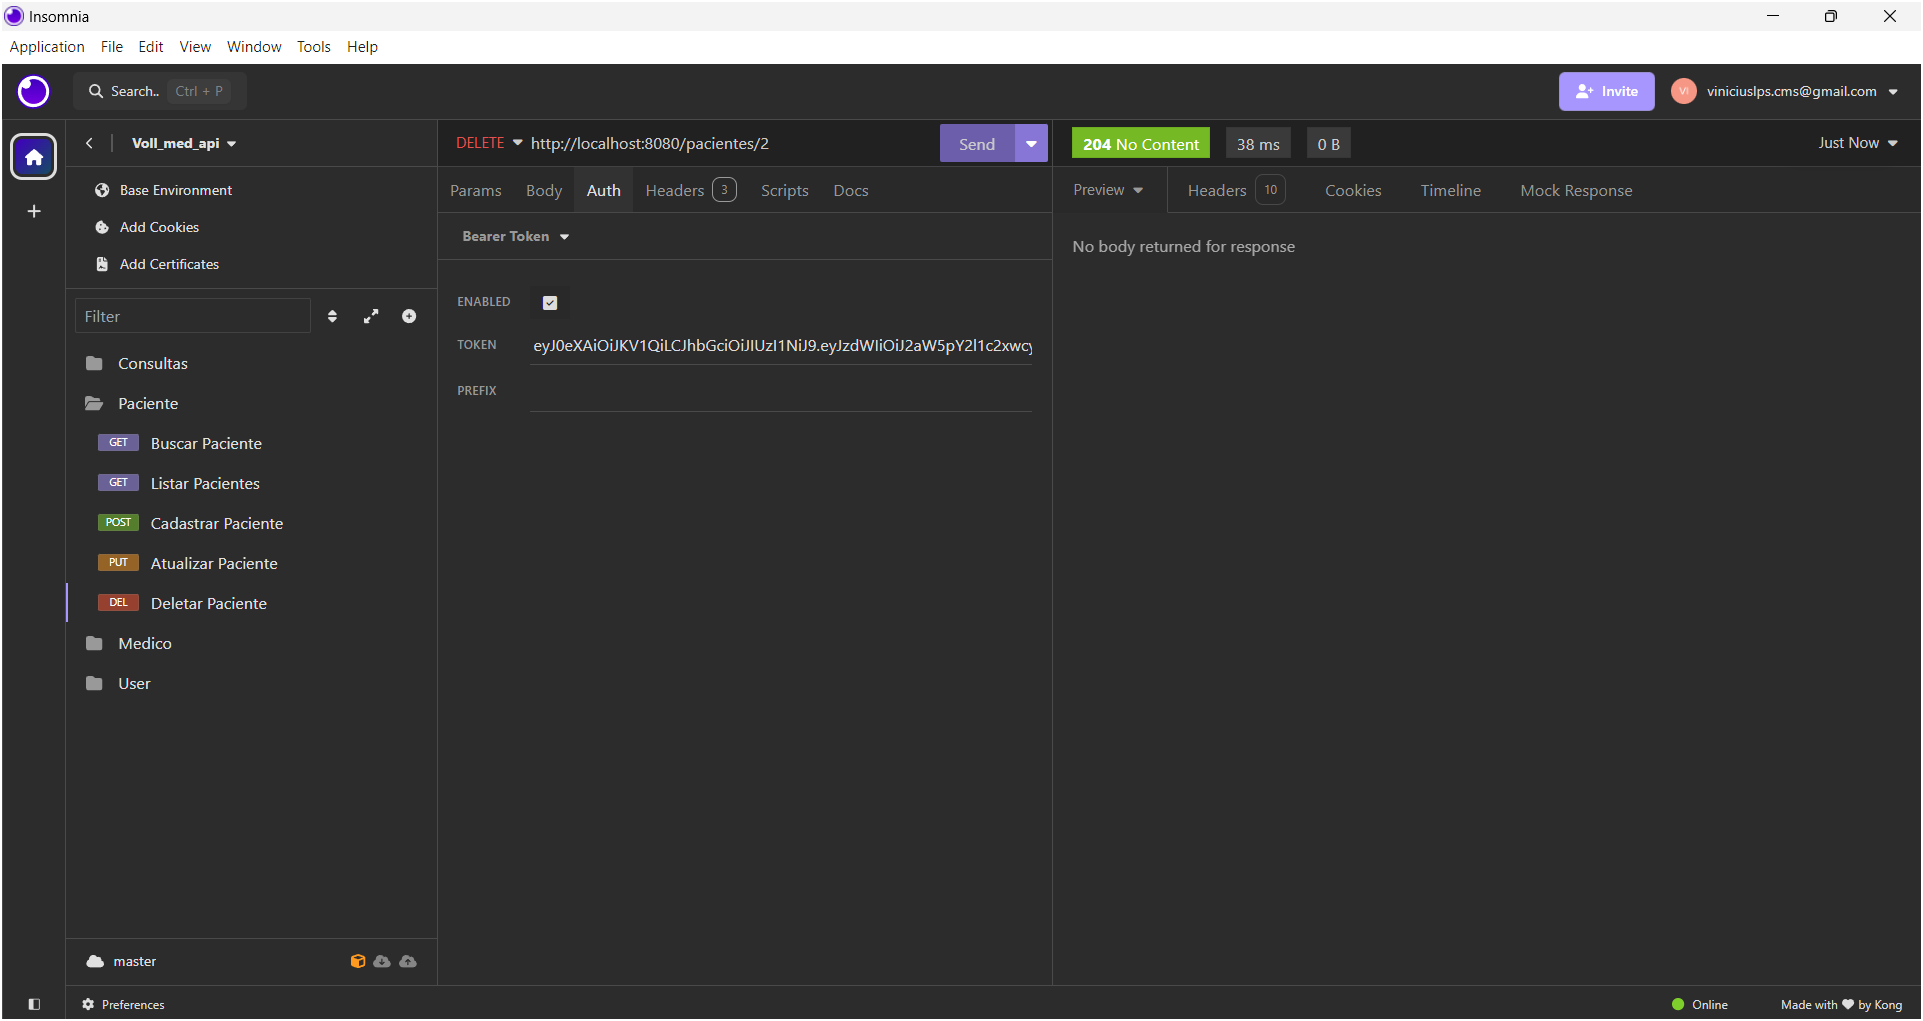 Insomnia
Application File Edit View Window Tools Help
Search.. Ctrl + P
Invite
VI
viniciuslps.cms@gmail.com
Voll_med_api
DELETE http://localhost:8080/pacientes/2
Send
204 No Content
38 ms
0 B
Just Now
Base Environment
Add Cookies
Add Certificates
Params Body Auth Headers 3 Scripts Docs
Preview Headers 10 Cookies Timeline Mock Response
Bearer Token
No body returned for response
ENABLED
TOKEN eyJ0eXAiOiJKV1QiLCJhbGciOiJIUzI1NiJ9.eyJzdWIiOiJ2aW5pY2l1c2xwcy
PREFIX
Filter
Consultas
Paciente
GET Buscar Paciente
GET Listar Pacientes
POST Cadastrar Paciente
PUT Atualizar Paciente
DEL Deletar Paciente
Medico
User
master
Preferences
Online
Made with by Kong